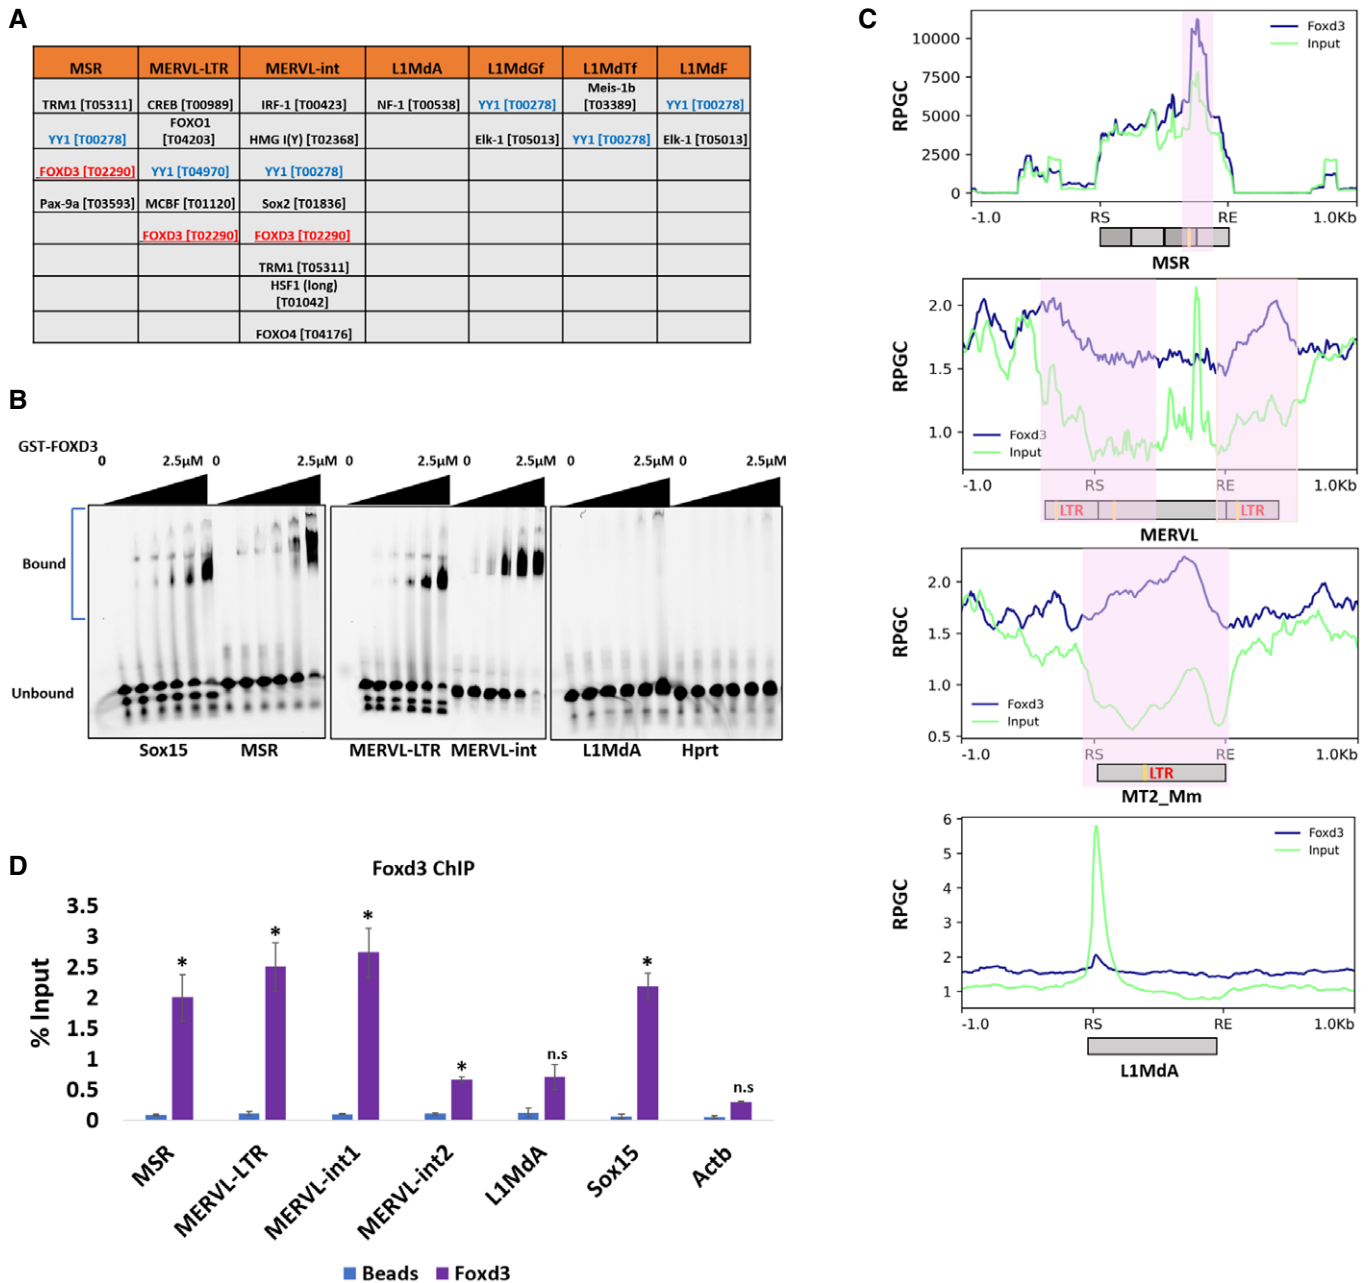 A
MSR MERVL-LTR MERVL-int L1MdA L1MdGf L1MdTf L1MdF
TRM1 [T05311] CREB [T00989] IRF-1 [T00423] NF-1 [T00538] YY1 [T00278] Meis-1b [T03389] YY1 [T00278]
YY1 [T00278] FOXO1 [T04203] HMG I(Y) [T02368] Elk-1 [T05013] YY1 [T00278] Elk-1 [T05013]
FOXD3 [T02290] YY1 [T04970] YY1 [T00278]
Pax-9a [T03593] MCBF [T01120] Sox2 [T01836]
FOXD3 [T02290] FOXD3 [T02290]
TRM1 [T05311]
HSF1 (long) [T01042]
FOXO4 [T04176]
B
GST-FOXD3
0 2.5µM 0 2.5µM 0 2.5µM 0 2.5µM 0 2.5µM 0 2.5µM
Bound
Unbound
Sox15 MSR MERVL-LTR MERVL-int L1MdA Hprt
C
Foxd3
Input
RPGC
10000
7500
5000
2500
0
-1.0 RS RE 1.0Kb
MSR
RPGC
2.0
1.5
1.0
Foxd3
Input
-1.0 RS RE 1.0Kb
LTR LTR
MERVL
RPGC
2.0
1.5
1.0
0.5
Foxd3
Input
-1.0 RS RE 1.0Kb
LTR
MT2_Mm
Foxd3
Input
RPGC
6
5
4
3
2
1
-1.0 RS RE 1.0Kb
L1MdA
D
Foxd3 ChIP
% Input
3.5
3
2.5
2
1.5
1
0.5
0
* * * * n.s * n.s
MSR MERVL-LTR MERVL-int1 MERVL-int2 L1MdA Sox15 Actb
Beads Foxd3